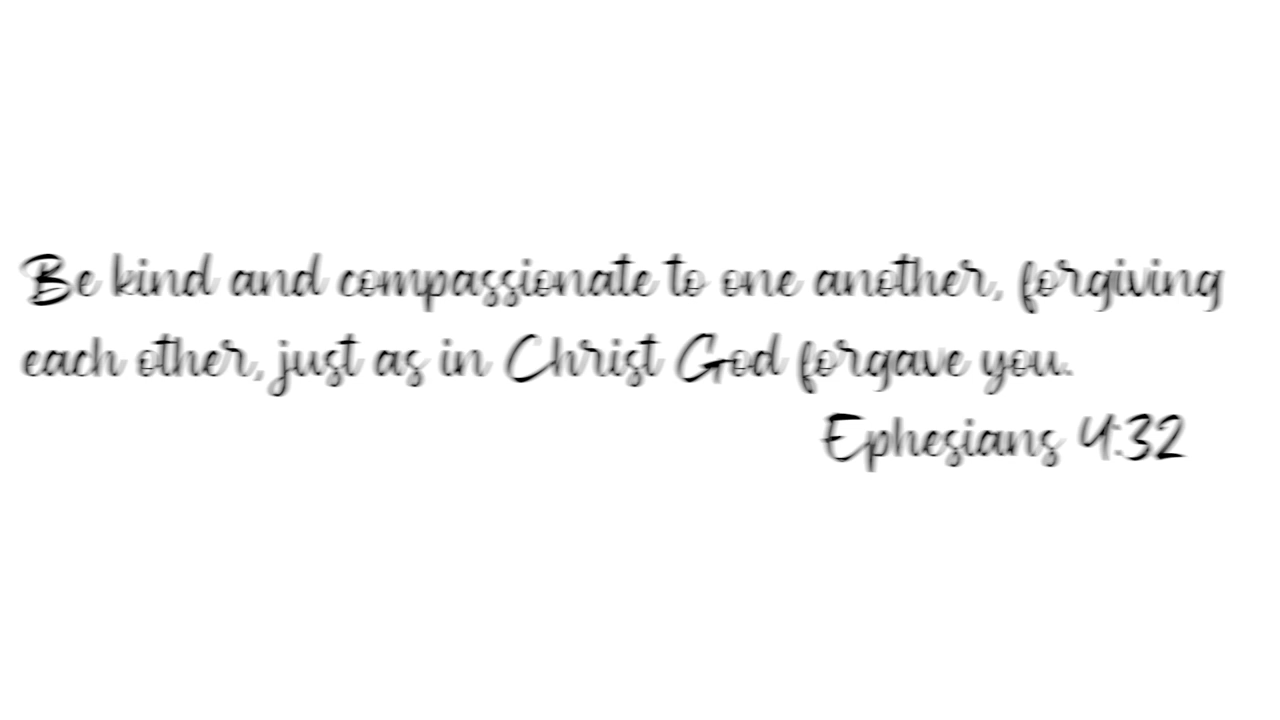 Be kind and compassionate to one another, forgiving
each other, just as in Christ God forgave you.
Ephesians 4:32